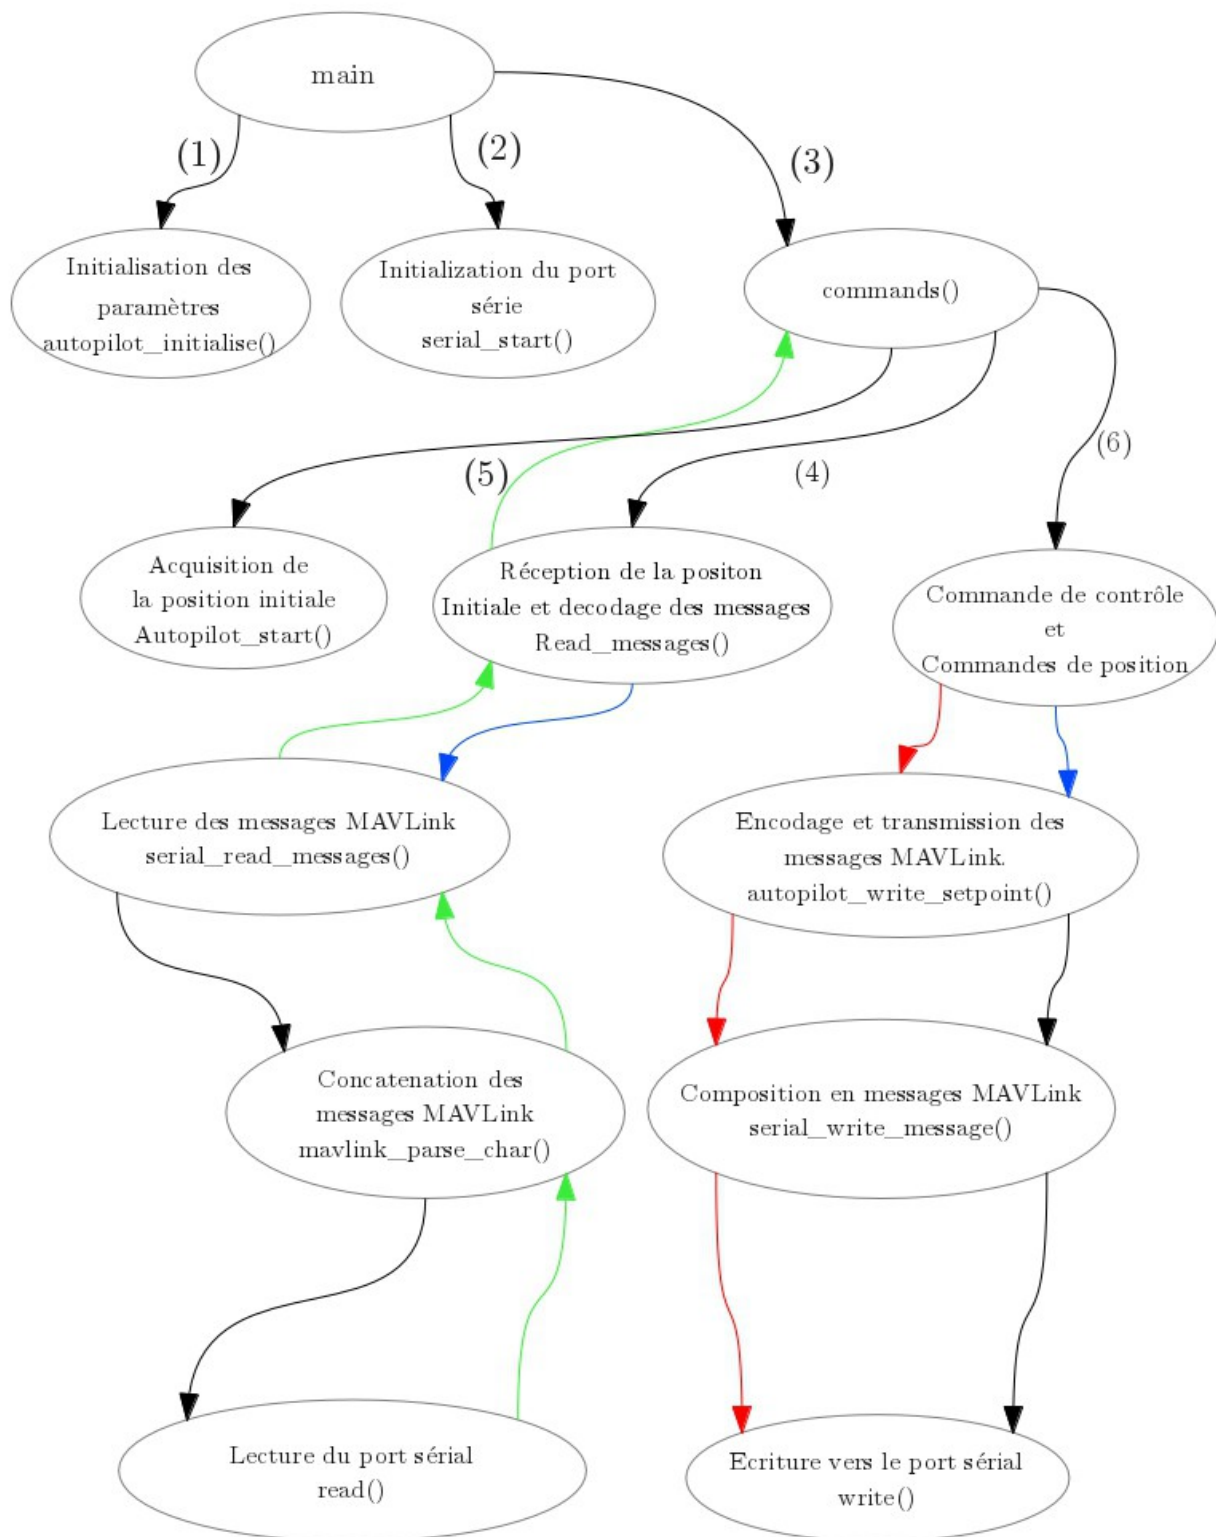 main
(1)
(2)
(3)
Initialisation des
paramètres
autopilot_initialise()
Initialization du port
série
serial_start()
commands()
(5)
(4)
(6)
Acquisition de
la position initiale
Autopilot_start()
Réception de la positon
Initiale et decodage des messages
Read_messages()
Commande de contrôle
et
Commandes de position
Lecture des messages MAVLink
serial_read_messages()
Encodage et transmission des
messages MAVLink.
autopilot_write_setpoint()
Concatenation des
messages MAVLink
mavlink_parse_char()
Composition en messages MAVLink
serial_write_message()
Lecture du port sérial
read()
Ecriture vers le port sérial
write()